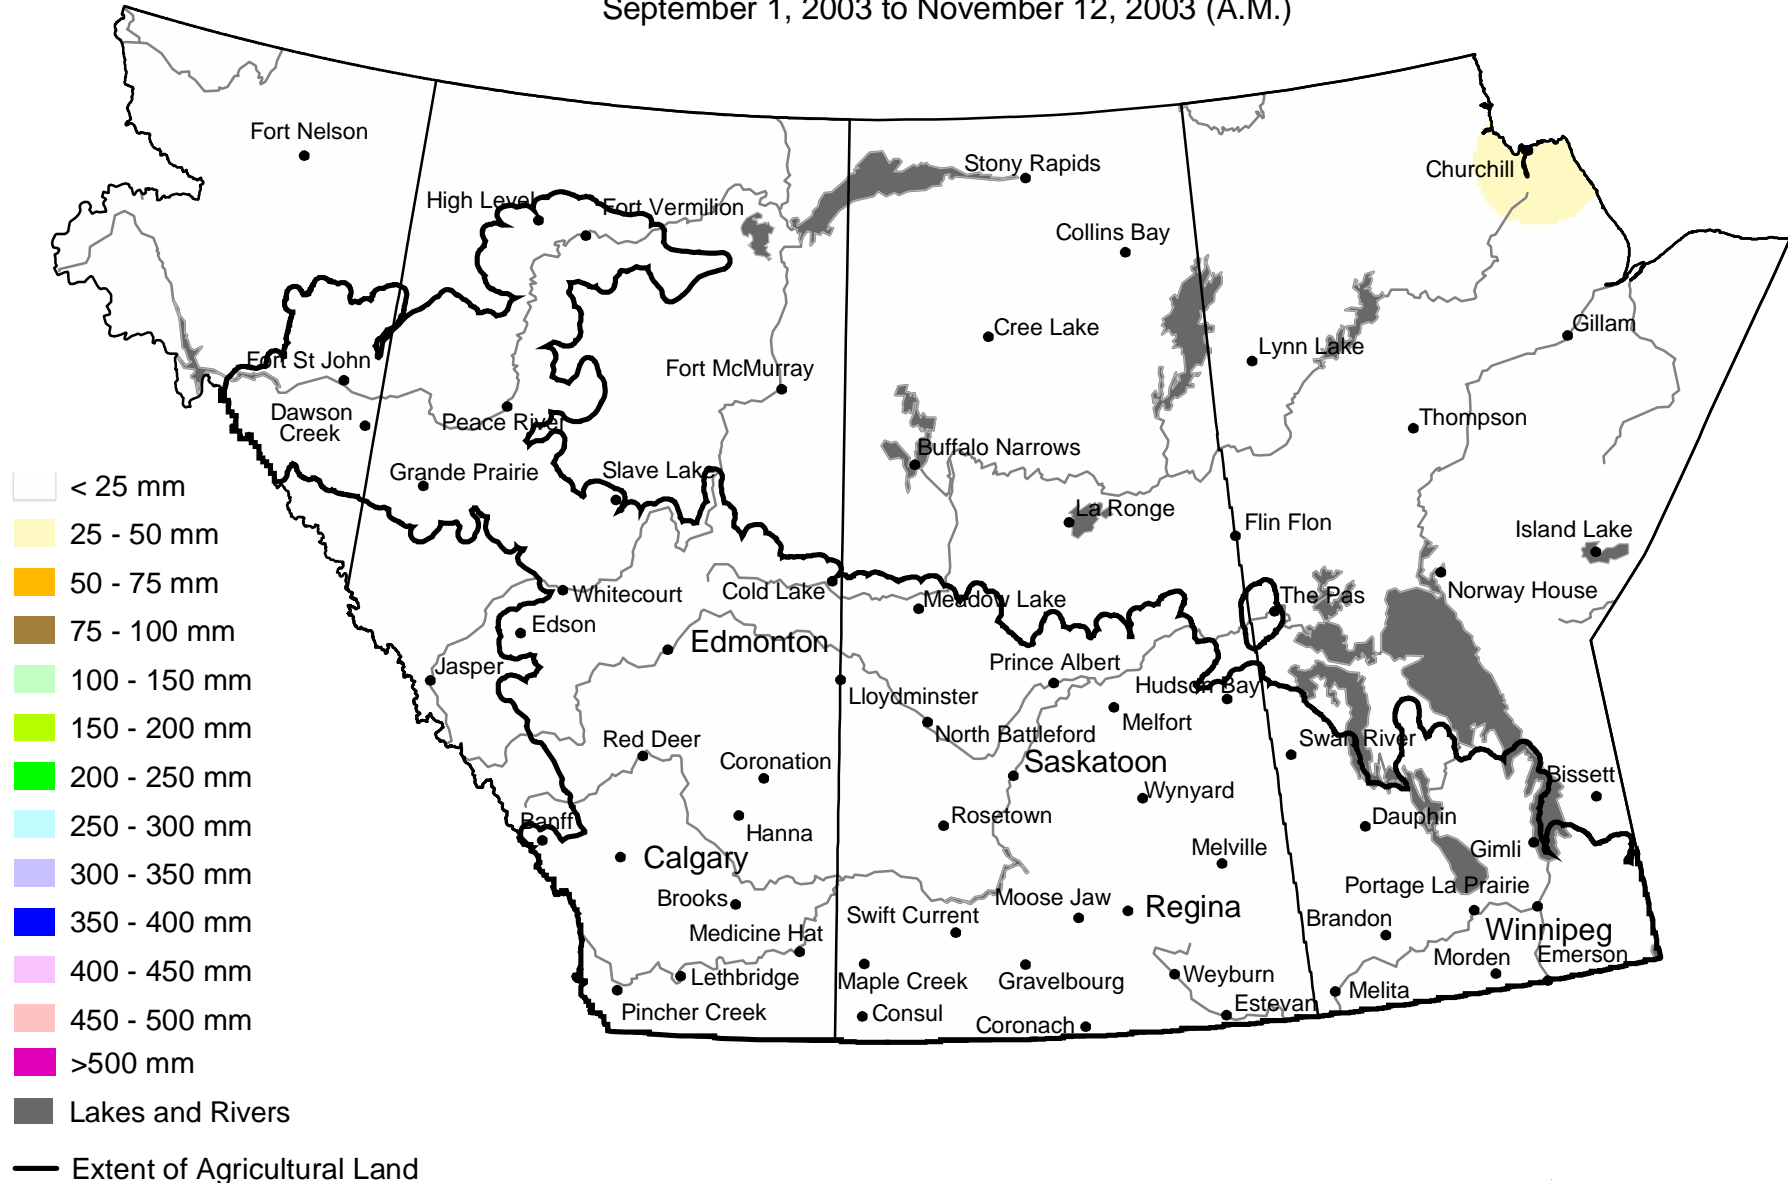 September 1, 2003 to November 12, 2003 (A.M.)
Fort Nelson
Stony Rapids
Churchill
High Level
Fort Vermilion
Collins Bay
Gillam
Cree Lake
Lynn Lake
Fort St John
Fort McMurray
Dawson
Creek
Peace River
Thompson
Buffalo Narrows
Grande Prairie
Slave Lake
La Ronge
Flin Flon
Island Lake
Whitecourt
Cold Lake
Meadow Lake
The Pas
Norway House
Edson
Edmonton
Jasper
Prince Albert
Lloydminster
Hudson Bay
Melfort
North Battleford
Red Deer
Coronation
Saskatoon
Swan River
Bissett
Wynyard
Banff
Hanna
Rosetown
Dauphin
Calgary
Melville
Gimli
Brooks
Moose Jaw
Portage La Prairie
Swift Current
Regina
Brandon
Winnipeg
Medicine Hat
Emerson
Lethbridge
Maple Creek
Gravelbourg
Weyburn
Morden
Melita
Pincher Creek
Consul
Coronach
Estevan
< 25 mm
25 - 50 mm
50 - 75 mm
75 - 100 mm
100 - 150 mm
150 - 200 mm
200 - 250 mm
250 - 300 mm
300 - 350 mm
350 - 400 mm
400 - 450 mm
450 - 500 mm
>500 mm
Lakes and Rivers
Extent of Agricultural Land